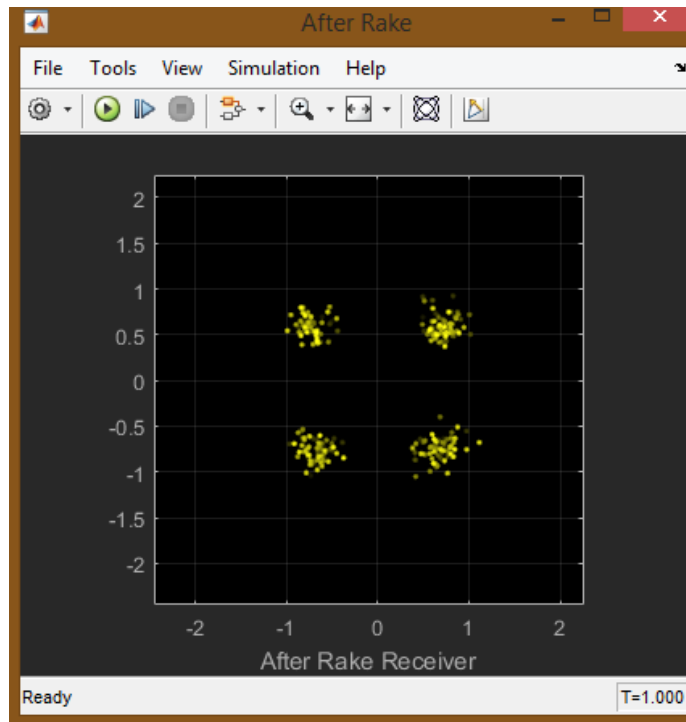 After Rake
File Tools View Simulation Help
2
1.5
1
0.5
0
-0.5
-1
-1.5
-2
-2 -1 0 1 2
After Rake Receiver
Ready T=1.000